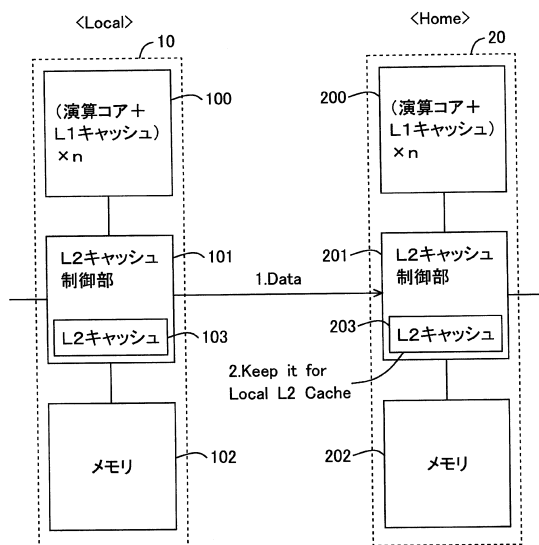 <Local>
10
(演算コア+
L1キャッシュ)
×n
100
L2キャッシュ
制御部
101
L2キャッシュ
103
メモリ
102
1.Data
2.Keep it for
Local L2 Cache
<Home>
20
200
(演算コア+
L1キャッシュ)
×n
201
L2キャッシュ
制御部
203
L2キャッシュ
202
メモリ